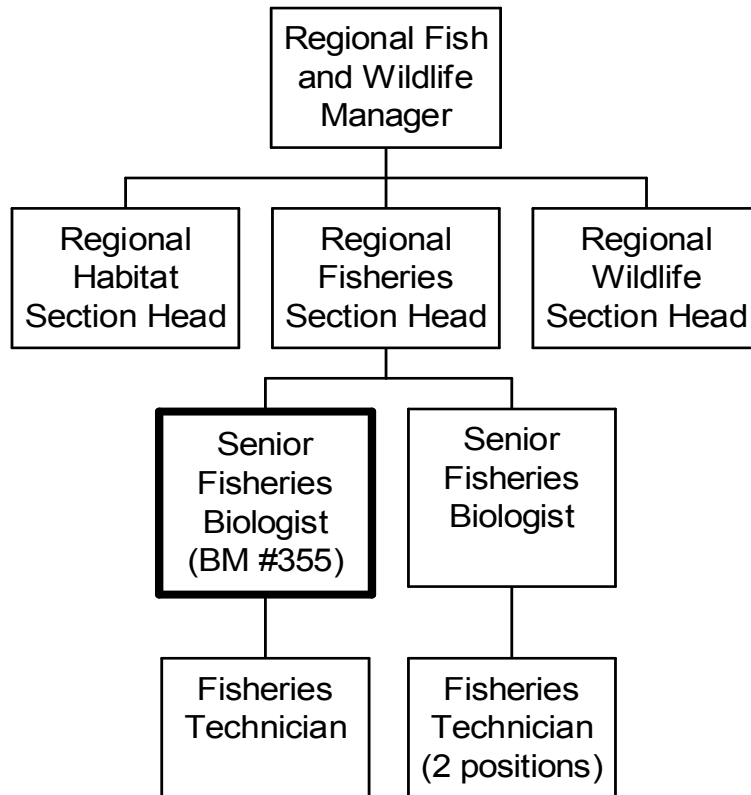 Regional Fish
and Wildlife
Manager
Regional
Habitat
Section Head
Regional
Fisheries
Section Head
Regional
Wildlife
Section Head
Senior
Fisheries
Biologist
(BM #355)
Senior
Fisheries
Biologist
Fisheries
Technician
Fisheries
Technician
(2 positions)